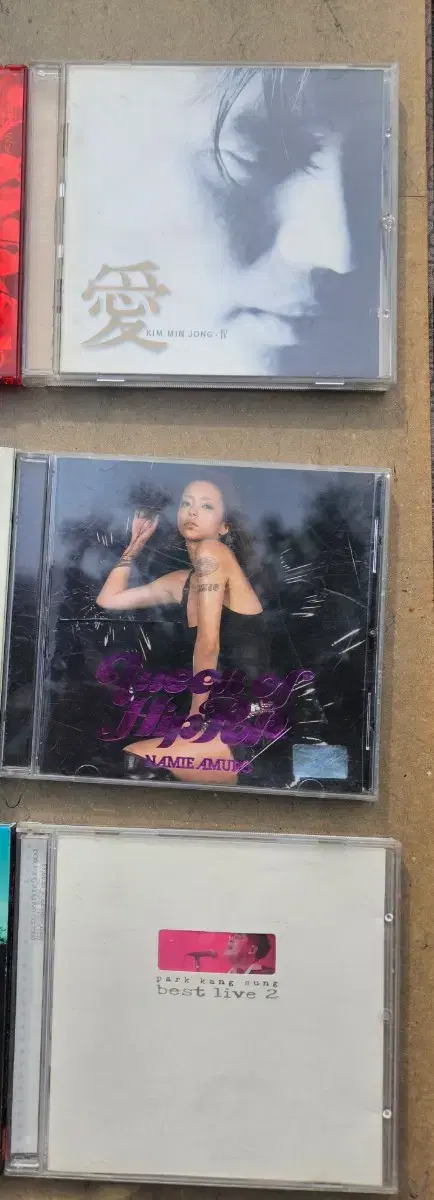 愛
KIM MIN JONG · IV
Queen of
Hip-Pop
NAMIE AMURO
park kang sung
best live 2